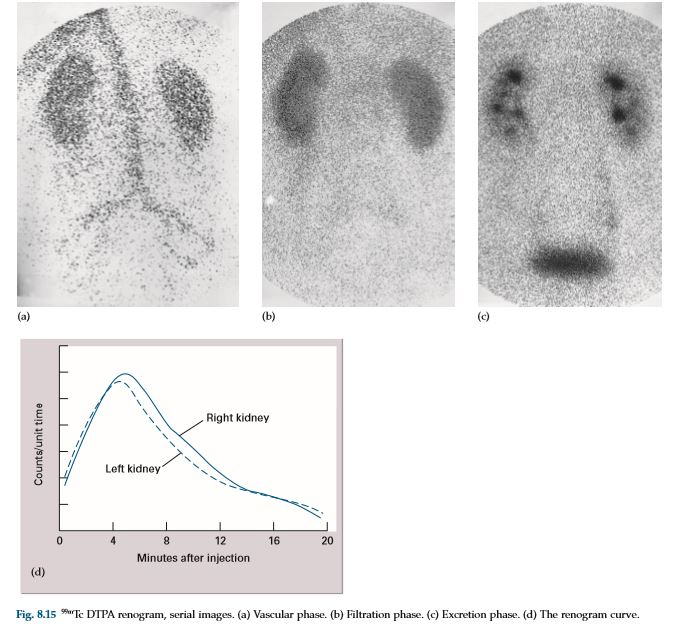 (a)
(b)
(c)
Counts/unit time
Right kidney
Left kidney
0 4 8 12 16 20
Minutes after injection
(d)
Fig. 8.15 ⁹⁹ᵐTc DTPA renogram, serial images. (a) Vascular phase. (b) Filtration phase. (c) Excretion phase. (d) The renogram curve.